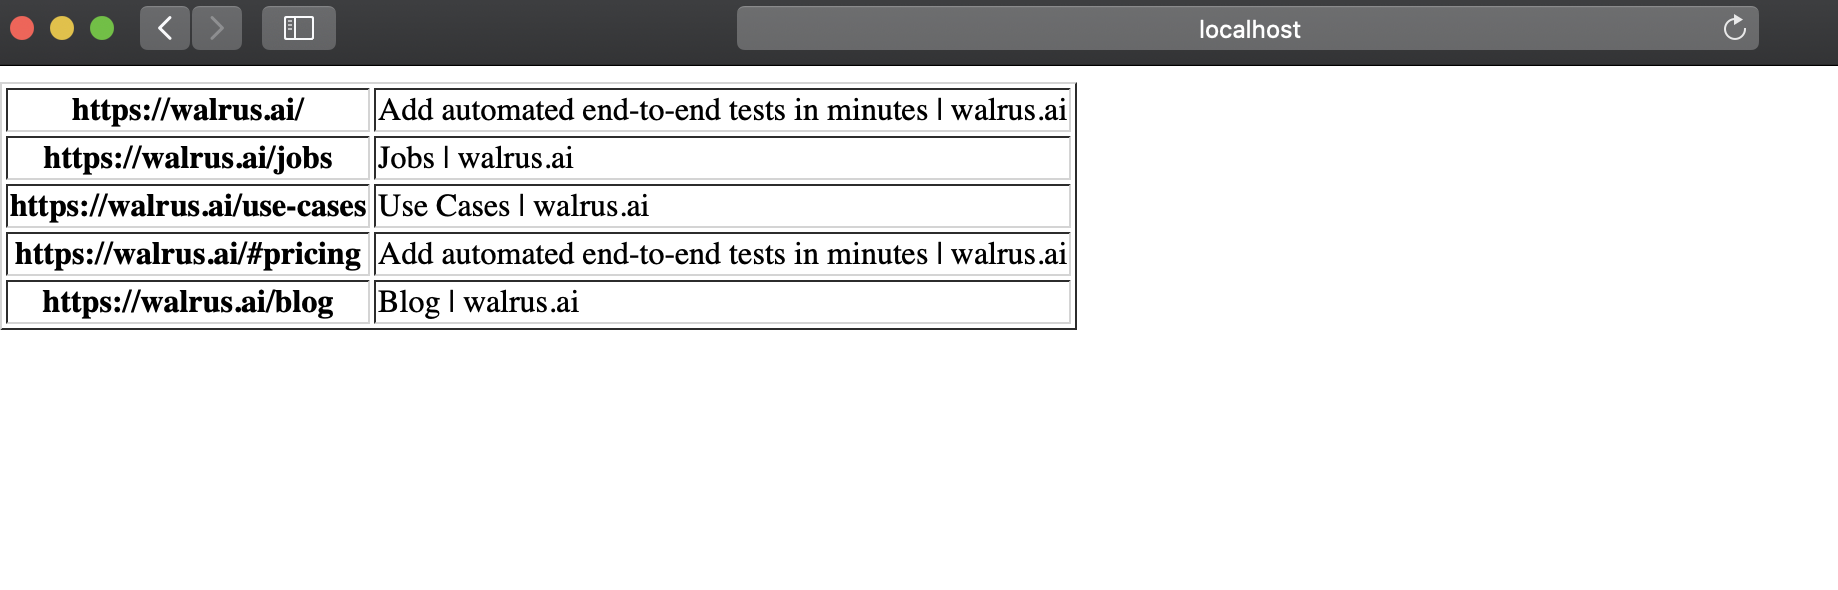 localhost
https://walrus.ai/ Add automated end-to-end tests in minutes | walrus.ai
https://walrus.ai/jobs Jobs | walrus.ai
https://walrus.ai/use-cases Use Cases | walrus.ai
https://walrus.ai/#pricing Add automated end-to-end tests in minutes | walrus.ai
https://walrus.ai/blog Blog | walrus.ai